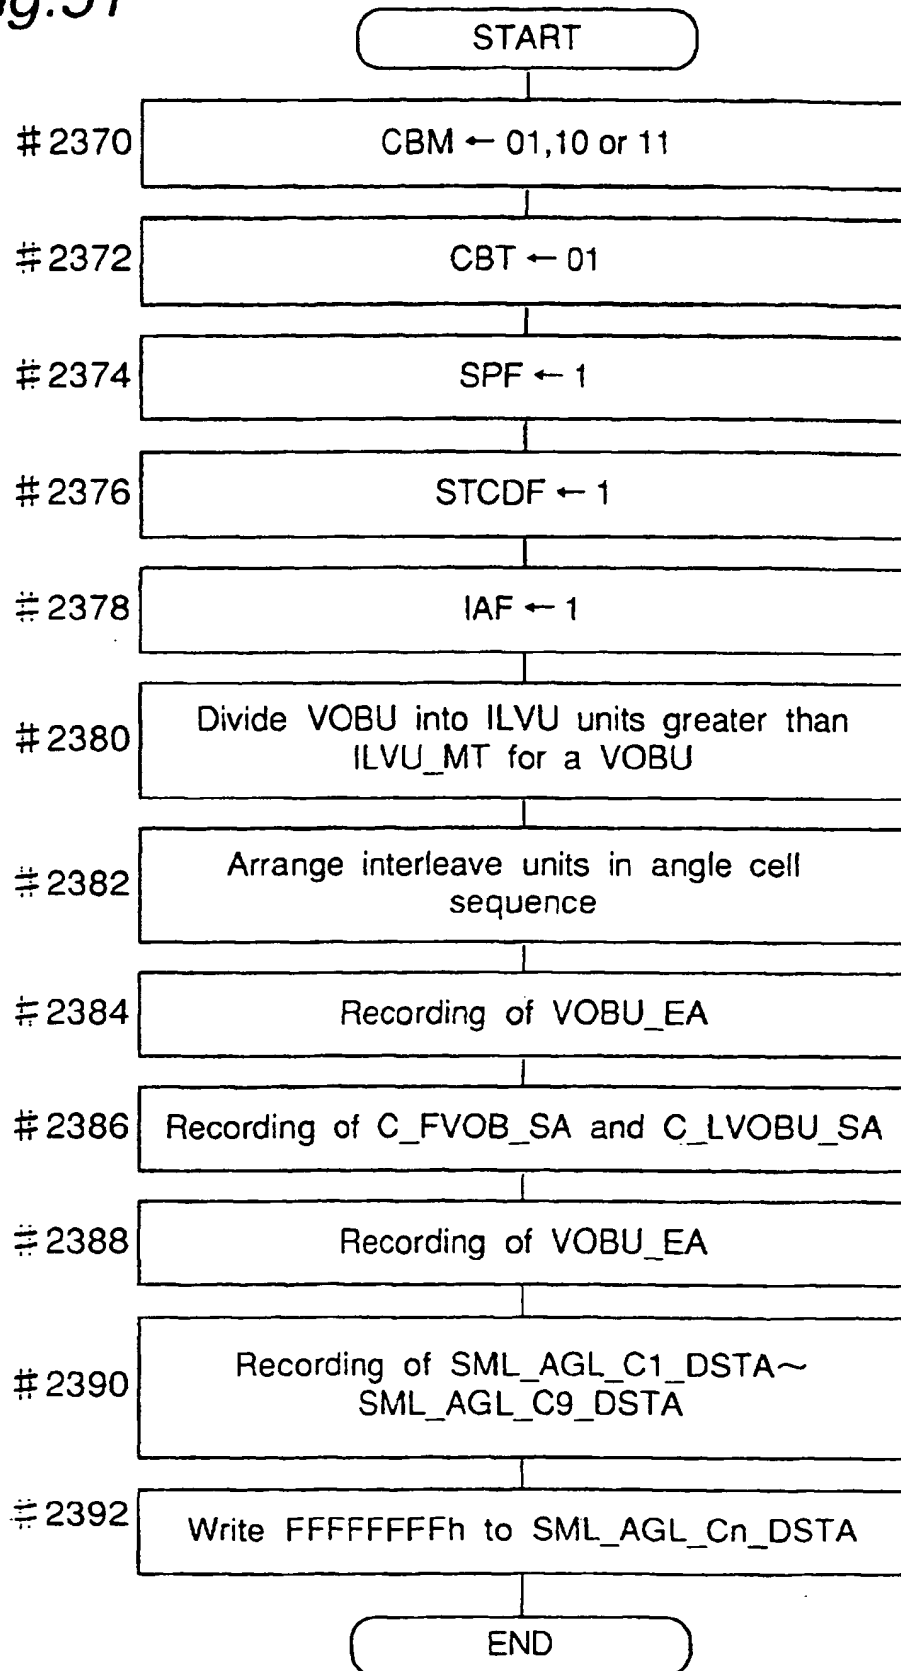 g.51
START
#2370
CBM ← 01,10 or 11
#2372
CBT ← 01
#2374
SPF ← 1
#2376
STCDF ← 1
#2378
IAF ← 1
#2380
Divide VOBU into ILVU units greater than
ILVU_MT for a VOBU
#2382
Arrange interleave units in angle cell
sequence
#2384
Recording of VOBU_EA
#2386
Recording of C_FVOB_SA and C_LVOBU_SA
#2388
Recording of VOBU_EA
#2390
Recording of SML_AGL_C1_DSTA~
SML_AGL_C9_DSTA
#2392
Write FFFFFFFFh to SML_AGL_Cn_DSTA
END